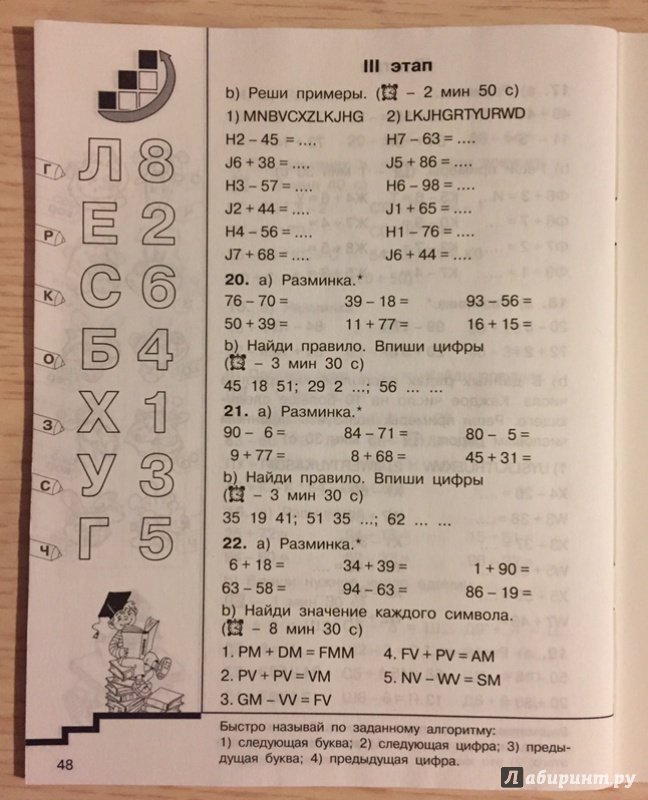 III этап
b) Реши примеры. ( – 2 мин 50 с)
1) MNBVCXZLKJHG 2) LKJHGRTYURWD
H2 – 45 = .... H7 – 63 = ....
J6 + 38 = .... J5 + 86 = ....
H3 – 57 = .... H6 – 98 = ....
J2 + 44 = .... J1 + 65 = ....
H4 – 56 = .... H1 – 76 = ....
J7 + 68 = .... J6 + 44 = ....
20. a) Разминка.*
76 – 70 = 39 – 18 = 93 – 56 =
50 + 39 = 11 + 77 = 16 + 15 =
b) Найди правило. Впиши цифры
( – 3 мин 30 с)
45 18 51; 29 2 ...; 56 ... ...
21. a) Разминка.*
90 – 6 = 84 – 71 = 80 – 5 =
9 + 77 = 8 + 68 = 45 + 31 =
b) Найди правило. Впиши цифры
( – 3 мин 30 с)
35 19 41; 51 35 ...; 62 ... ...
22. a) Разминка.*
6 + 18 = 34 + 39 = 1 + 90 =
63 – 58 = 94 – 63 = 86 – 19 =
b) Найди значение каждого символа.
( – 8 мин 30 с)
1. PM + DM = FMM 4. FV + PV = AM
2. PV + PV = VM 5. NV – WV = SM
3. GM – VV = FV
Г Л 8
Р Е 2
К С 6
О Б 4
З Х 1
С У 3
Ч Г 5
Быстро называй по заданному алгоритму:
1) следующая буква; 2) следующая цифра; 3) преды-
дущая буква; 4) предыдущая цифра.
48
Лабиринт.ру